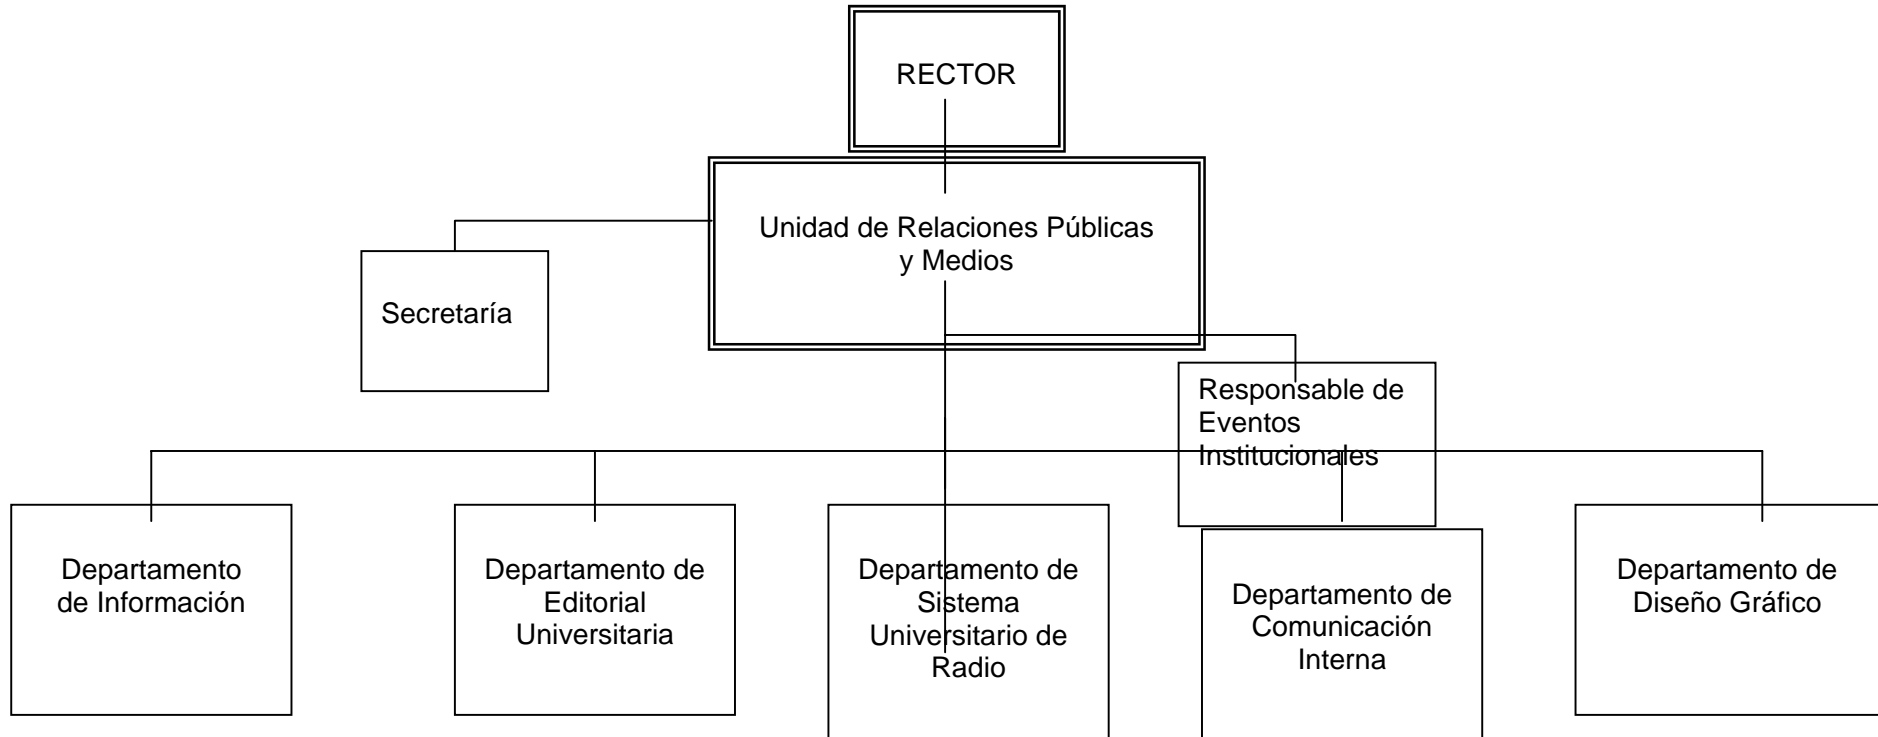 RECTOR
Unidad de Relaciones Públicas
y Medios
Secretaría
Responsable de
Eventos
Institucionales
Departamento
de Información
Departamento de
Editorial
Universitaria
Departamento de
Sistema
Universitario de
Radio
Departamento de
Comunicación
Interna
Departamento de
Diseño Gráfico